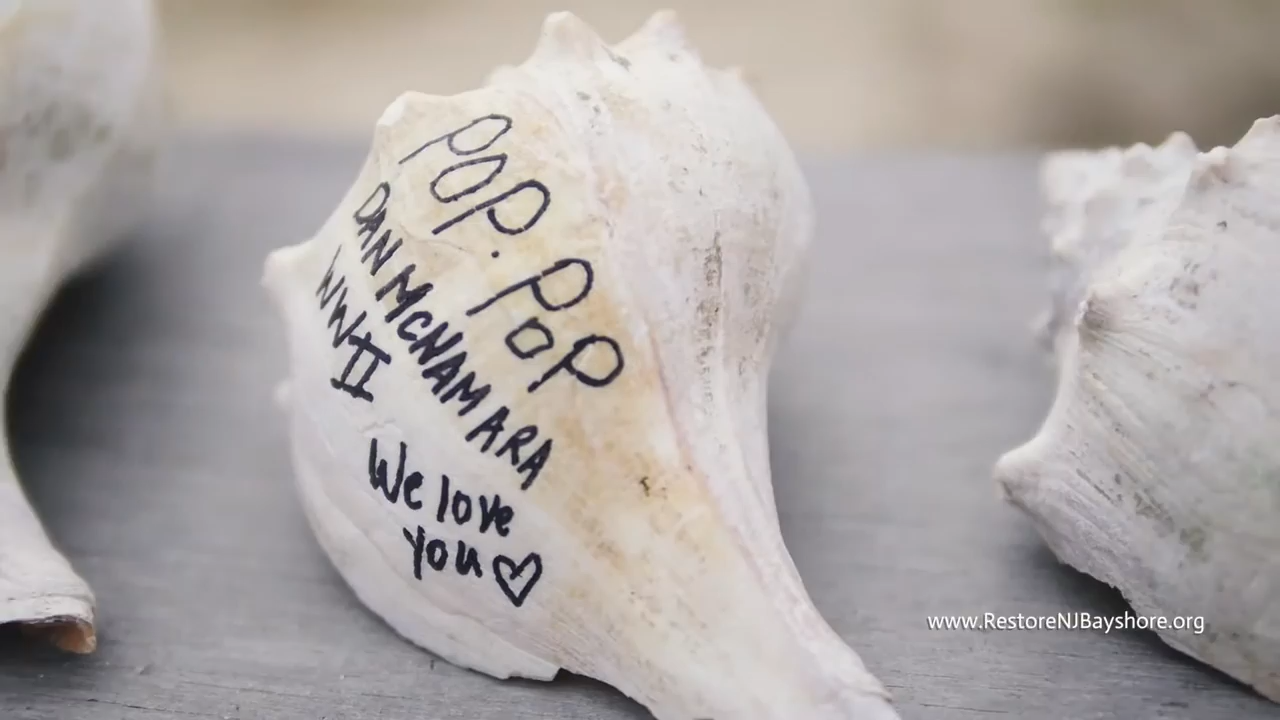 POP. POP
DAN MCNAMARA
WWII
We love
you♡
www.RestoreNJBayshore.org